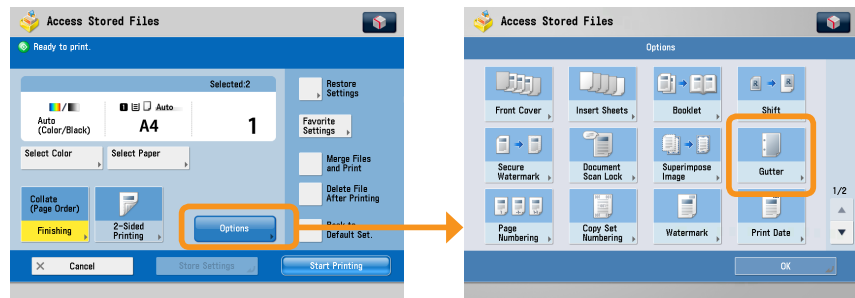 Access Stored Files
Ready to print.
Selected:2
Auto
(Color/Black)
Auto
A4
1
Select Color
Select Paper
Collate
(Page Order)
Finishing
2-Sided
Printing
Options
Restore
Settings
Favorite
Settings
Merge Files
and Print
Delete File
After Printing
Back to
Default Set.
Cancel
Store Settings
Start Printing
Access Stored Files
Options
Front Cover
Insert Sheets
Booklet
Shift
Secure
Watermark
Document
Scan Lock
Superimpose
Image
Gutter
Page
Numbering
Copy Set
Numbering
Watermark
Print Date
1/2
OK